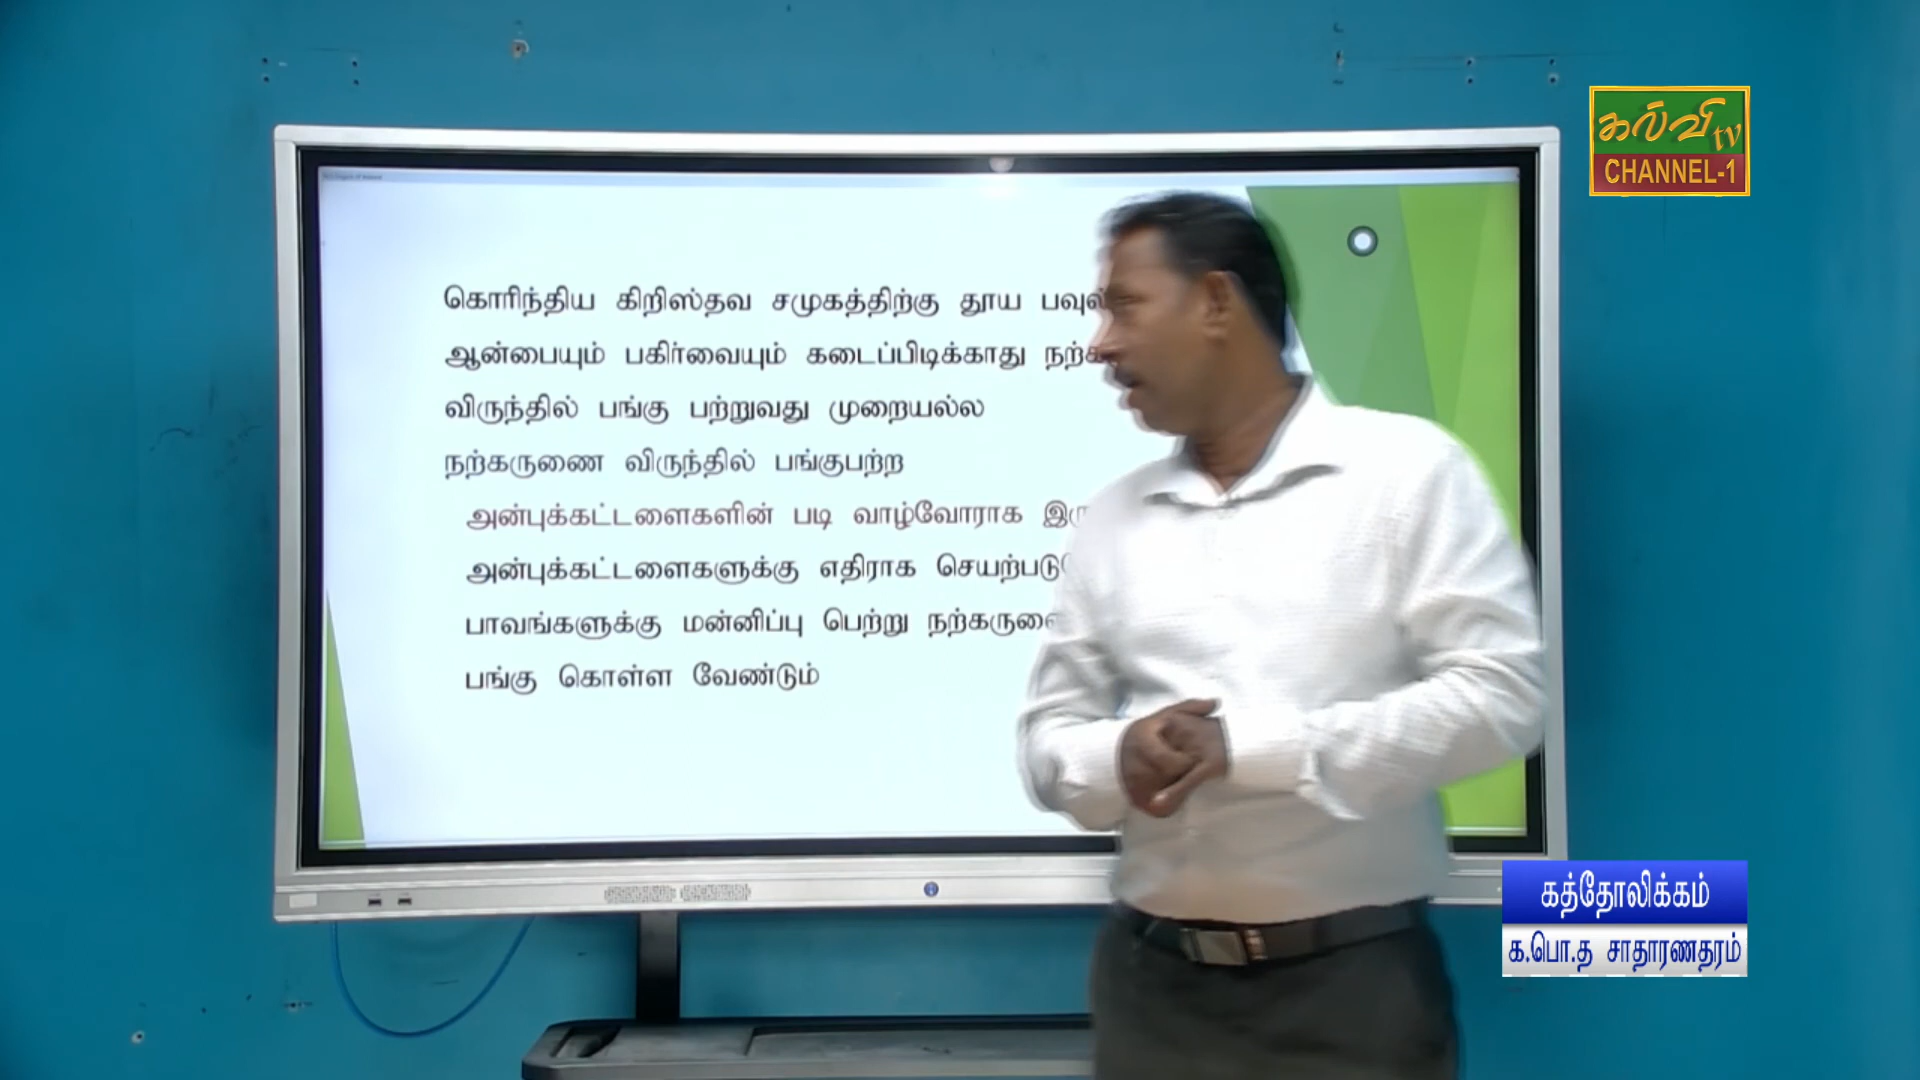 கல்வி tv
CHANNEL-1
கொரிந்திய கிறிஸ்தவ சமுகத்திற்கு தூய பவுல்
ஆன்பையும் பகிர்வையும் கடைப்பிடிக்காது
விருந்தில் பங்கு பற்றுவது முறையல்ல
நற்கருணை விருந்தில் பங்குபற்ற
அன்புக்கட்டளைகளின் படி வாழ்வோராக
அன்புக்கட்டளைகளுக்கு எதிராக
பாவங்களுக்கு மன்னிப்பு பெற்று
பங்கு கொள்ள வேண்டும்
கத்தோலிக்கம்
க.பொ.த சாதாரணதரம்